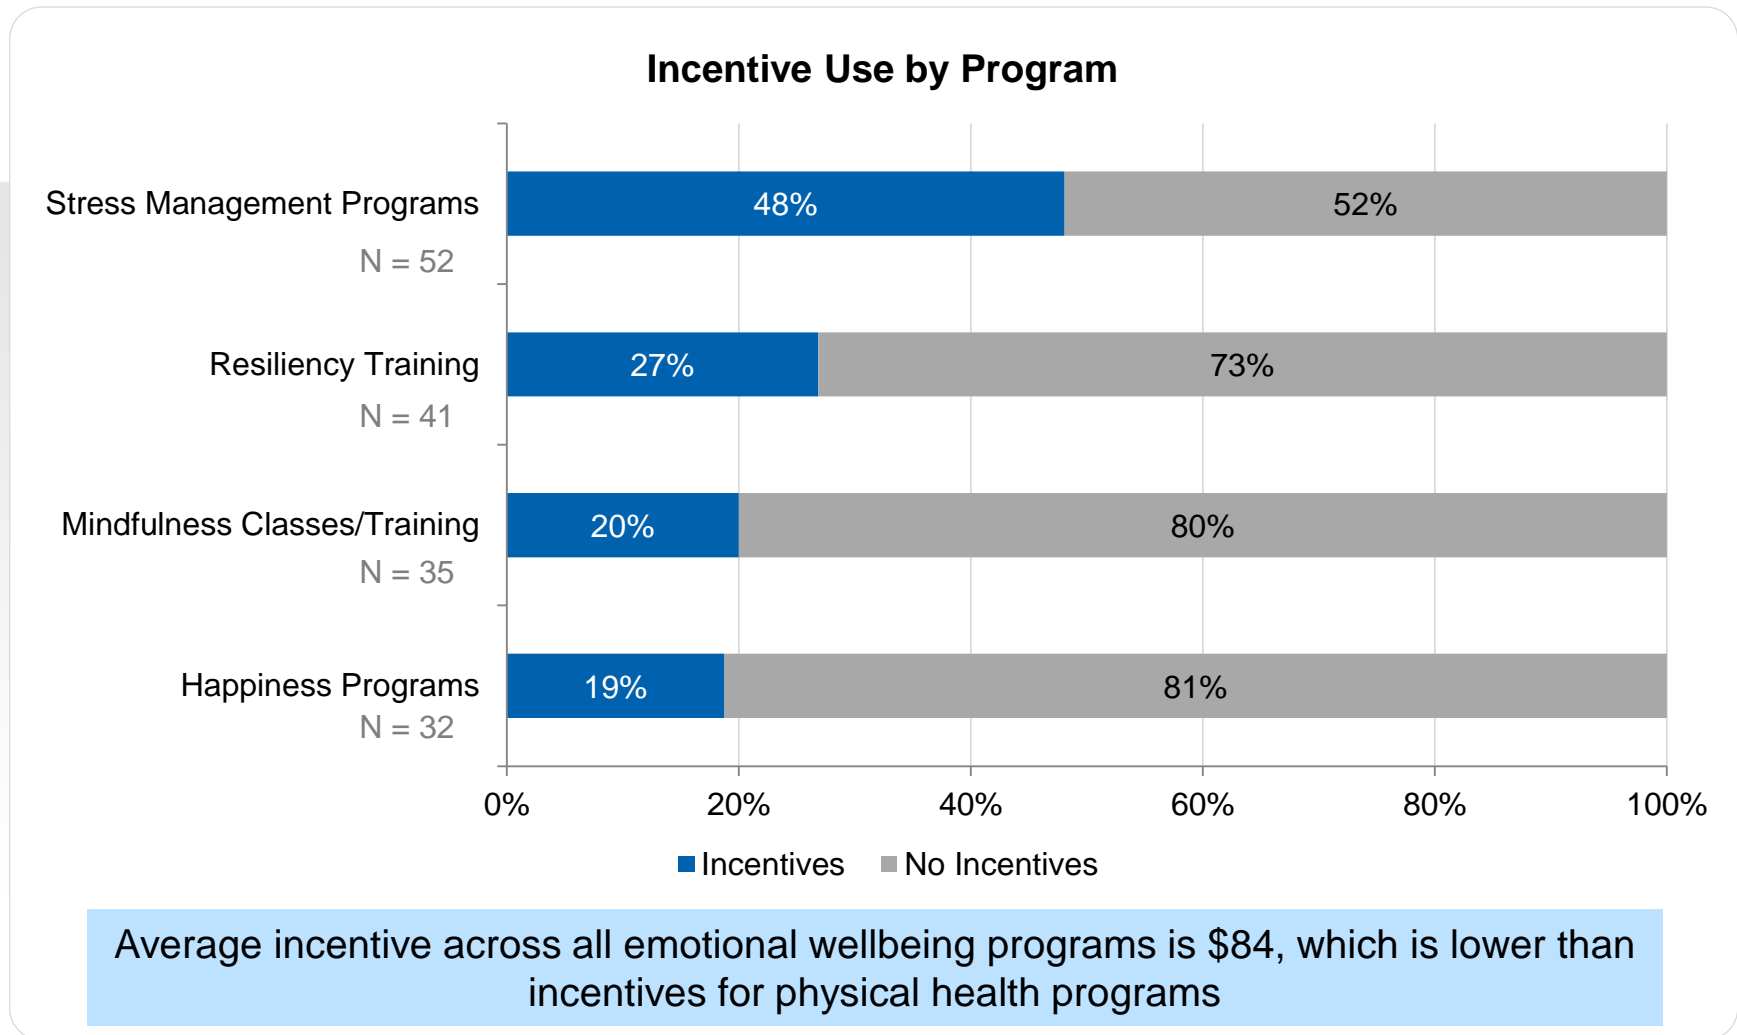 Incentive Use by Program
Stress Management Programs
N = 52
48%
52%
Resiliency Training
N = 41
27%
73%
Mindfulness Classes/Training
N = 35
20%
80%
Happiness Programs
N = 32
19%
81%
0%
20%
40%
60%
80%
100%
Incentives
No Incentives
Average incentive across all emotional wellbeing programs is $84, which is lower than
incentives for physical health programs